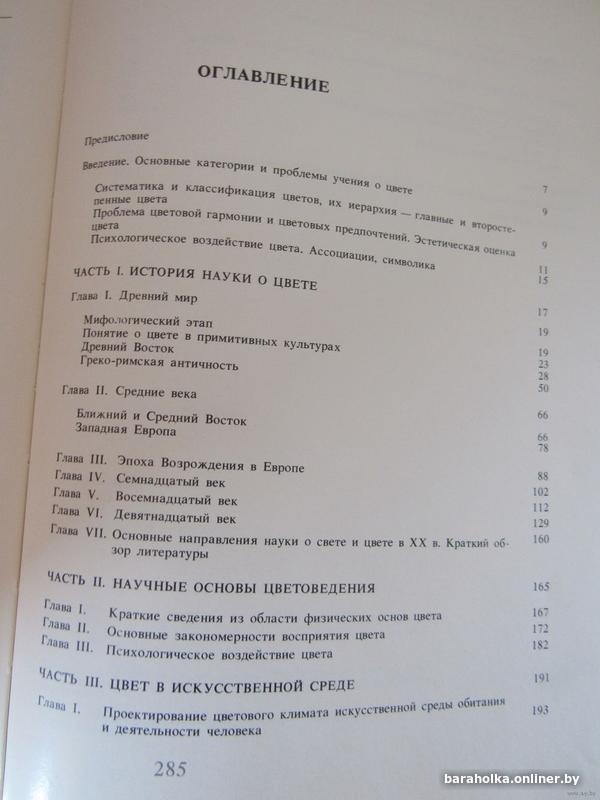 ОГЛАВЛЕНИЕ
Предисловие 7
Введение. Основные категории и проблемы учения о цвете 9
Систематика и классификация цветов, их иерархия — главные и второсте-
пенные цвета 9
Проблема цветовой гармонии и цветовых предпочтений. Эстетическая оценка
цвета 11
Психологическое воздействие цвета. Ассоциации, символика 15
ЧАСТЬ I. ИСТОРИЯ НАУКИ О ЦВЕТЕ 17
Глава I. Древний мир 19
Мифологический этап 19
Понятие о цвете в примитивных культурах 23
Древний Восток 28
Греко-римская античность 50
Глава II. Средние века 66
Ближний и Средний Восток 66
Западная Европа 78
Глава III. Эпоха Возрождения в Европе 88
Глава IV. Семнадцатый век 102
Глава V. Восемнадцатый век 112
Глава VI. Девятнадцатый век 129
Глава VII. Основные направления науки о свете и цвете в XX в. Краткий об- 160
зор литературы
ЧАСТЬ II. НАУЧНЫЕ ОСНОВЫ ЦВЕТОВЕДЕНИЯ 165
Глава I. Краткие сведения из области физических основ цвета 167
Глава II. Основные закономерности восприятия цвета 172
Глава III. Психологическое воздействие цвета 182
ЧАСТЬ III. ЦВЕТ В ИСКУССТВЕННОЙ СРЕДЕ 191
Глава I. Проектирование цветового климата искусственной среды обитания 193
и деятельности человека
285
baraholka.onliner.by